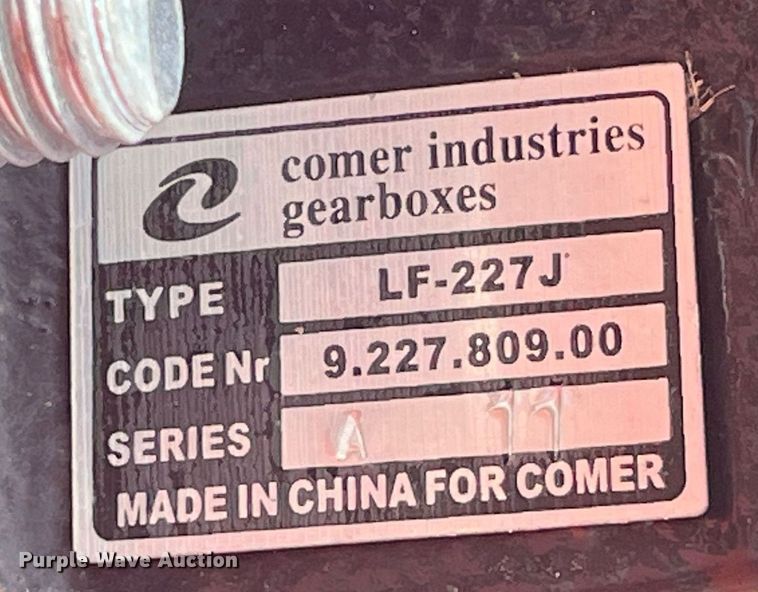 comer industries
gearboxes
TYPE LF-227J
CODE Nr 9.227.809.00
SERIES A 11
MADE IN CHINA FOR COMER
Purple Wave Auction